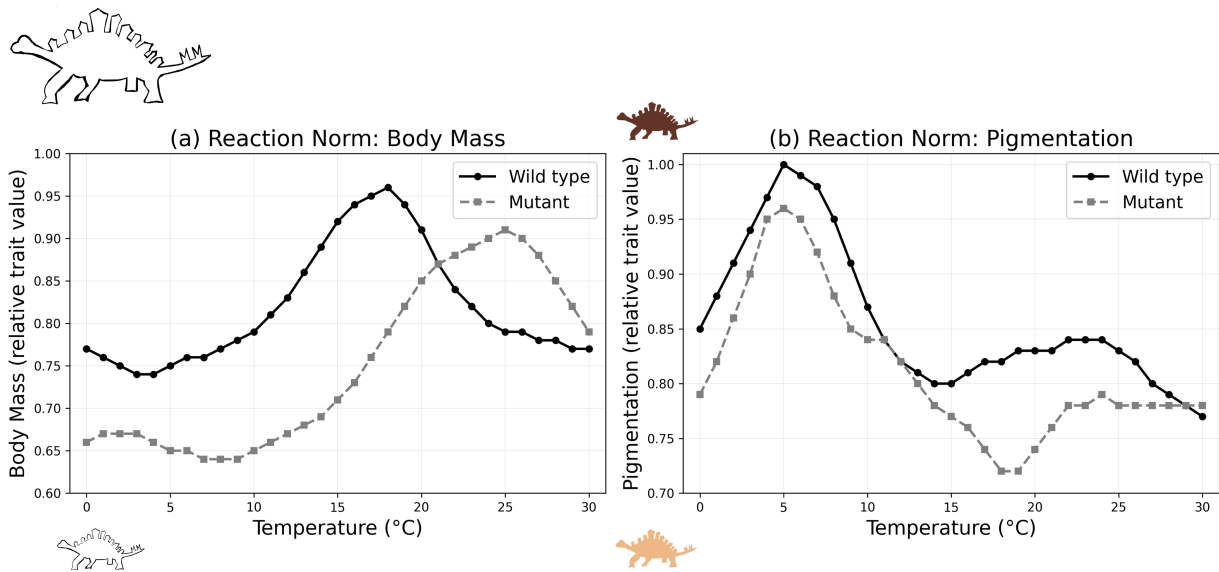 (a) Reaction Norm: Body Mass
Body Mass (relative trait value)
1.00
0.95
0.90
0.85
0.80
0.75
0.70
0.65
0.60
Wild type
Mutant
0 5 10 15 20 25 30
Temperature (°C)
(b) Reaction Norm: Pigmentation
Pigmentation (relative trait value)
1.00
0.95
0.90
0.85
0.80
0.75
0.70
Wild type
Mutant
0 5 10 15 20 25 30
Temperature (°C)